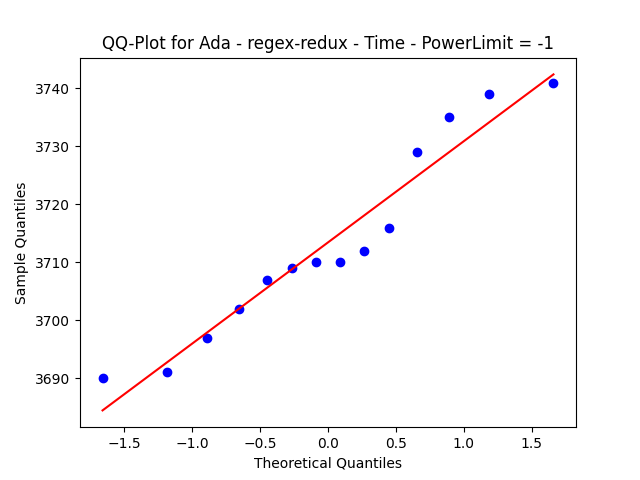 QQ-Plot for Ada - regex-redux - Time - PowerLimit = -1
Sample Quantiles
3740
3730
3720
3710
3700
3690
−1.5 −1.0 −0.5 0.0 0.5 1.0 1.5
Theoretical Quantiles